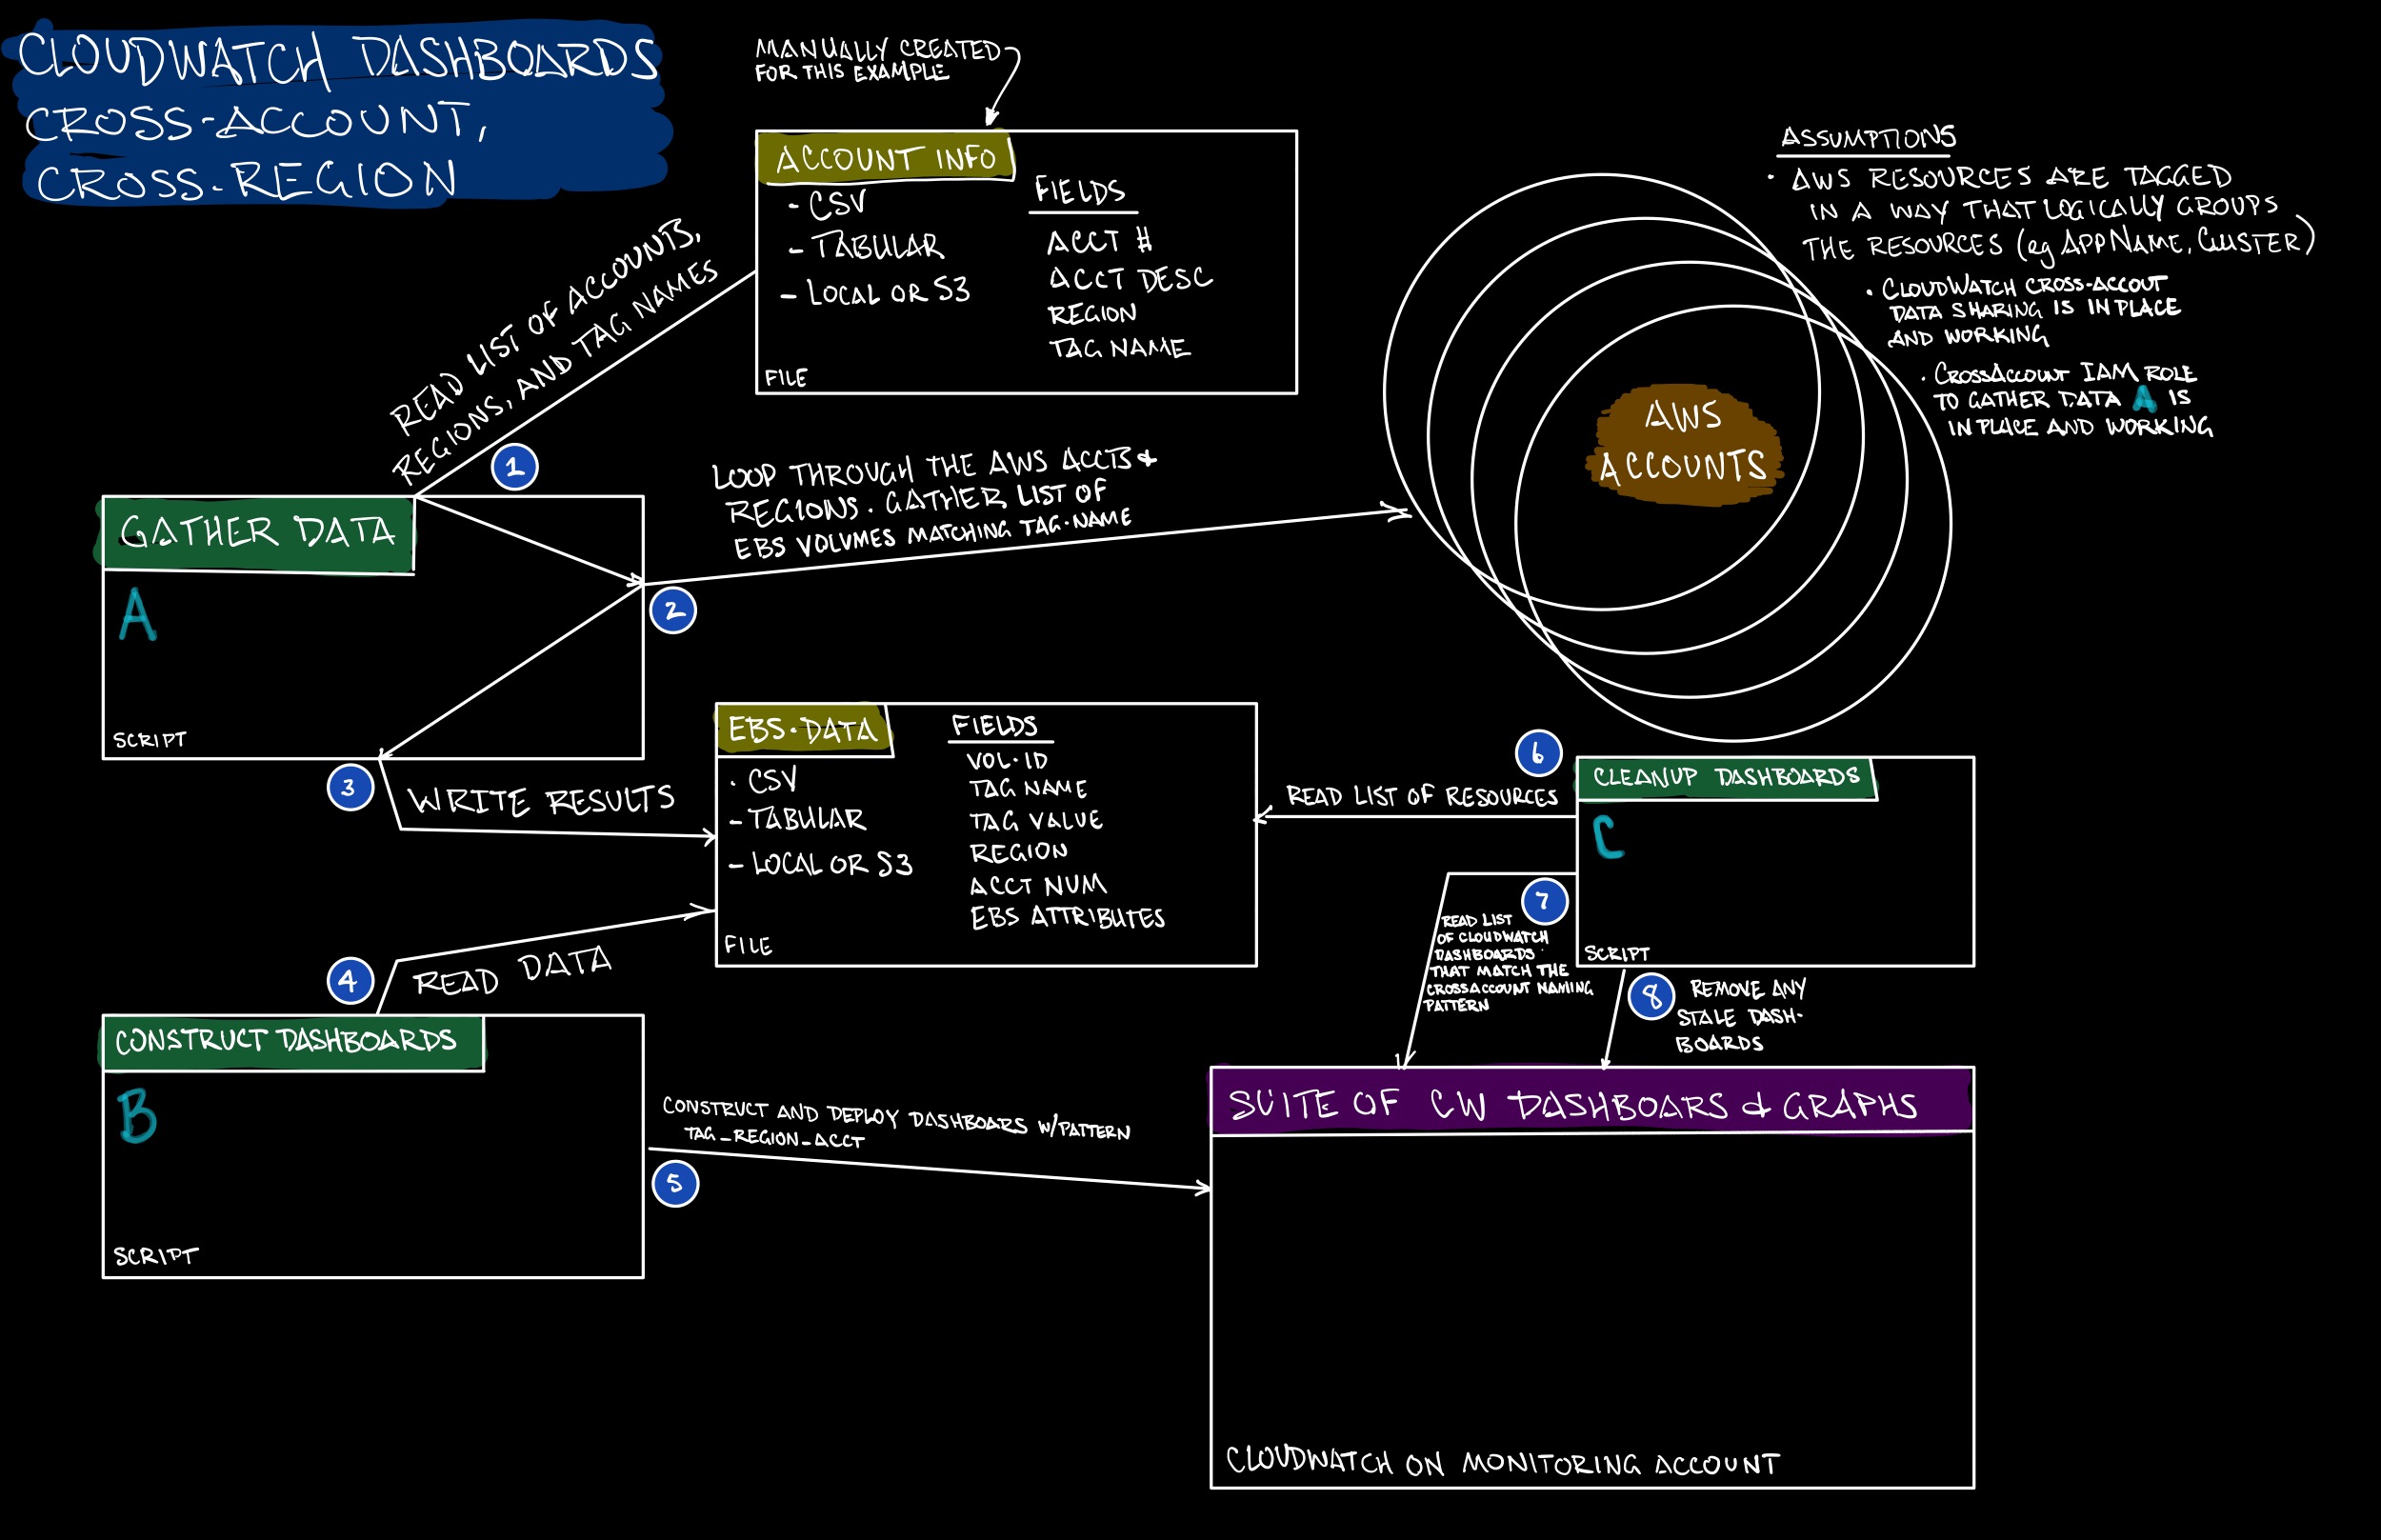 CLOUDWATCH DASHBOARDS
CROSS-ACCOUNT,
CROSS-REGION
MANUALLY CREATED
FOR THIS EXAMPLE
ACCOUNT INFO
- CSV
- TABULAR
- LOCAL OR S3
FILE
FIELDS
ACCT #
ACCT DESC
REGION
TAG NAME
ASSUMPTIONS
· AWS RESOURCES ARE TAGGED
IN A WAY THAT LOGICALLY GROUPS
THE RESOURCES (eg APPNAME, CLUSTER)
· CLOUDWATCH CROSS-ACCOUT
DATA SHARING IS IN PLACE
AND WORKING
· CROSSACCOUNT IAM ROLE
TO GATHER DATA A IS
IN PLACE AND WORKING
AWS
ACCOUNTS
READ LIST OF ACCOUNTS,
REGIONS, AND TAG NAMES
1
GATHER DATA
A
SCRIPT
LOOP THROUGH THE AWS ACCTS &
REGIONS. GATHER LIST OF
EBS VOLUMES MATCHING TAG-NAME
2
3
WRITE RESULTS
EBS-DATA
· CSV
- TABULAR
- LOCAL OR S3
FILE
FIELDS
VOL-ID
TAG NAME
TAG VALUE
REGION
ACCT NUM
EBS ATTRIBUTES
6
READ LIST OF RESOURCES
CLEANUP DASHBOARDS
C
SCRIPT
7
READ LIST
OF CLOUDWATCH
DASHBOARDS
THAT MATCH THE
CROSSACCOUNT NAMING
PATTERN
8
REMOVE ANY
STALE DASH-
BOARDS
4
READ DATA
CONSTRUCT DASHBOARDS
B
SCRIPT
CONSTRUCT AND DEPLOY DASHBOARS W/PATTERN
TAG_REGION_ACCT
5
SUITE OF CW DASHBOARS & GRAPHS
CLOUDWATCH ON MONITORING ACCOUNT